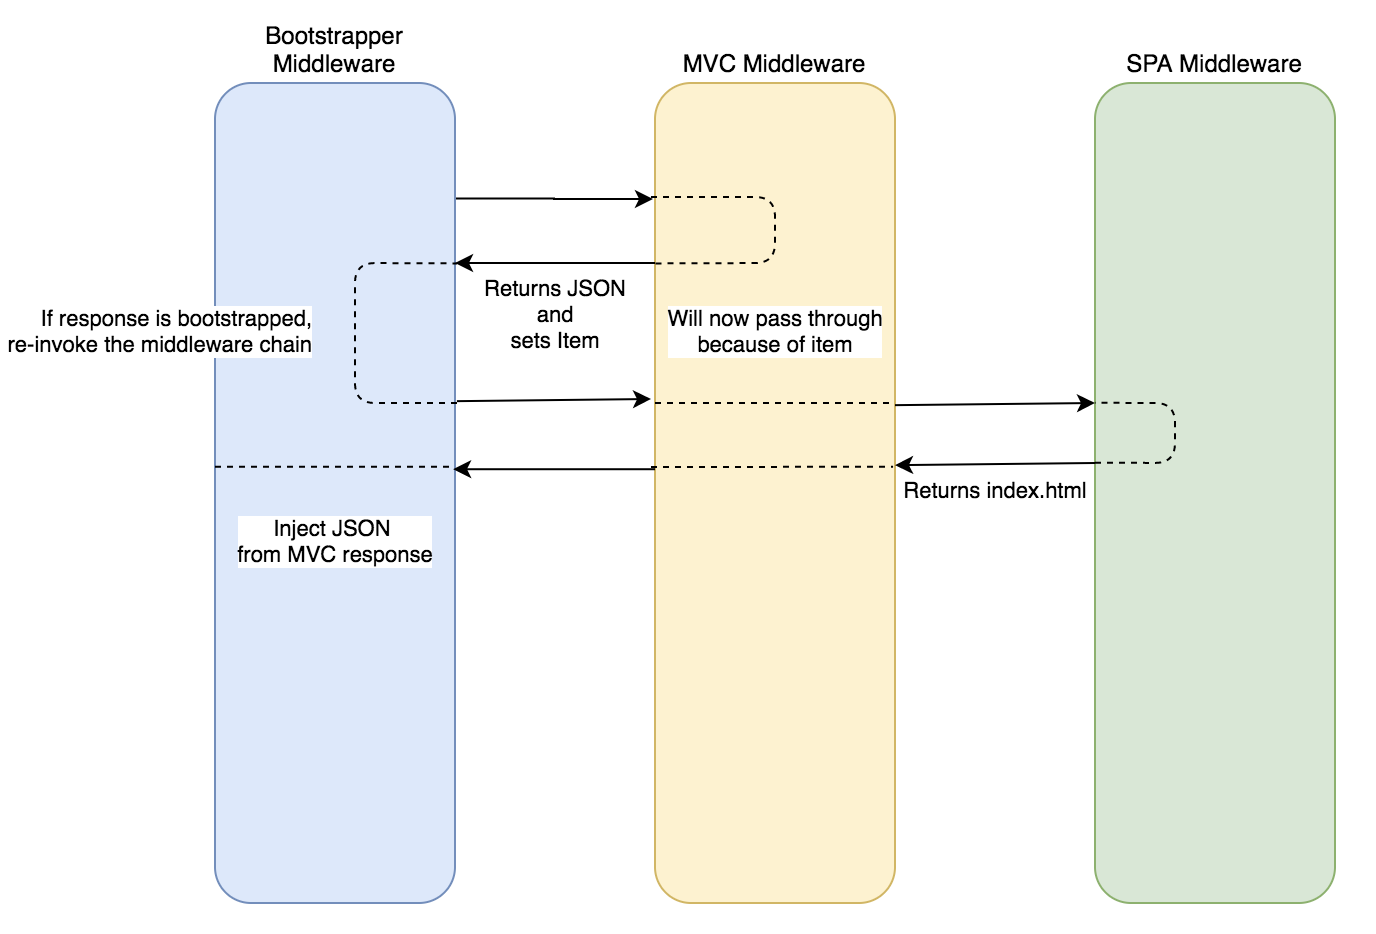 Bootstrapper
Middleware
MVC Middleware
SPA Middleware
Returns JSON
and
sets Item
If response is bootstrapped,
re-invoke the middleware chain
Will now pass through
because of item
Returns index.html
Inject JSON
from MVC response